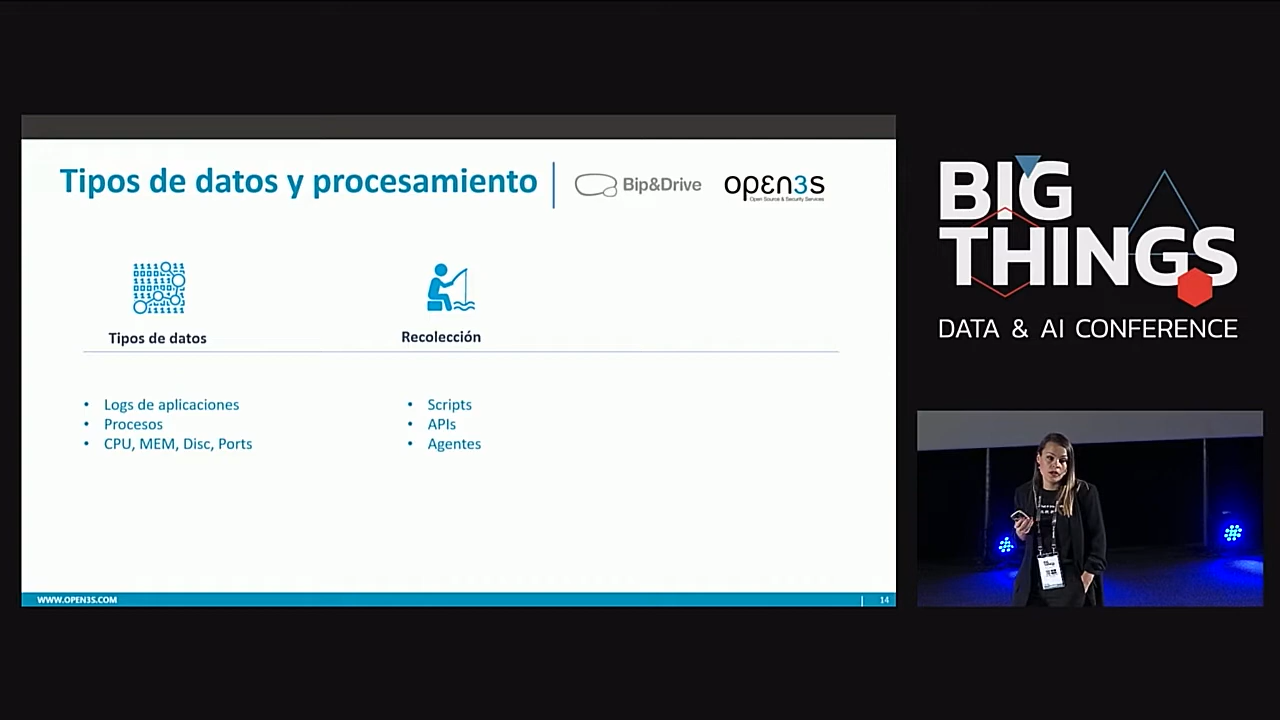 Tipos de datos y procesamiento
Bip&Drive
opɛn3s
Open Source & Security Services
Tipos de datos
Recolección
• Logs de aplicaciones
• Procesos
• CPU, MEM, Disc, Ports
• Scripts
• APIs
• Agentes
WWW.OPEN3S.COM
14
BIG
THINGS
DATA & AI CONFERENCE